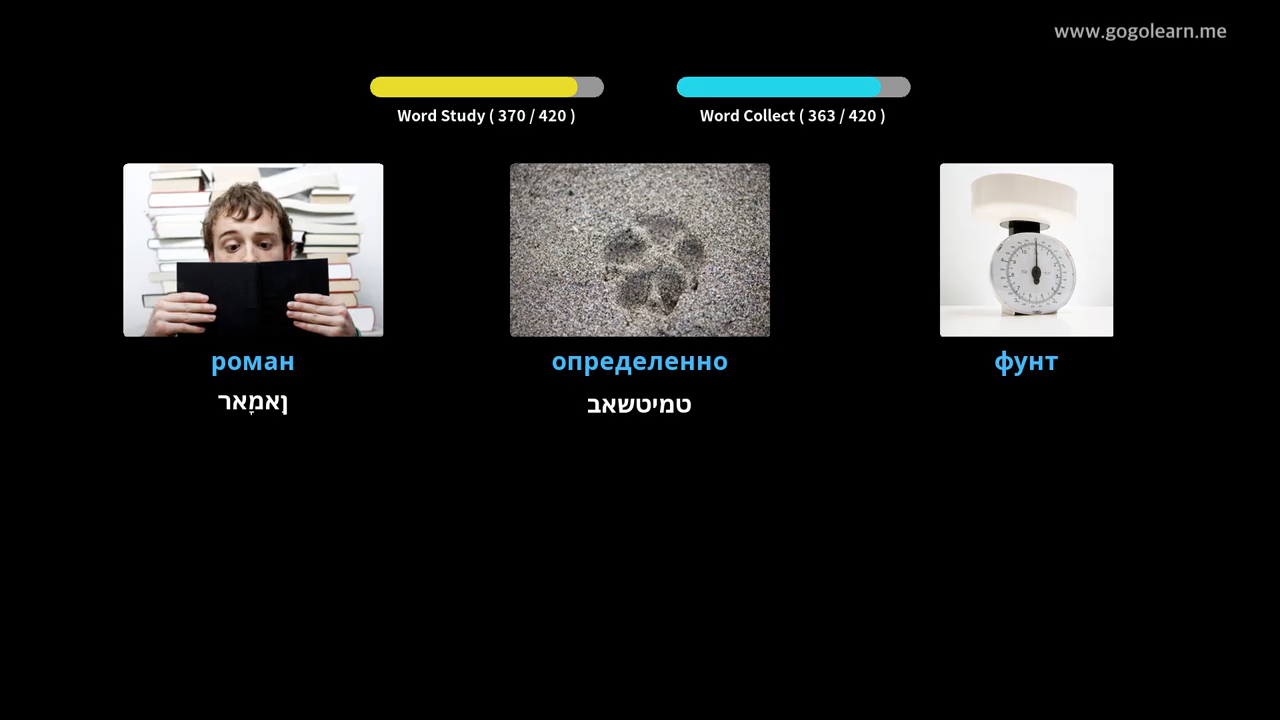 www.gogolearn.me
Word Study ( 370 / 420 )
Word Collect ( 363 / 420 )
роман
определенно
фунт
ןַאמָאר
טמיטשאב